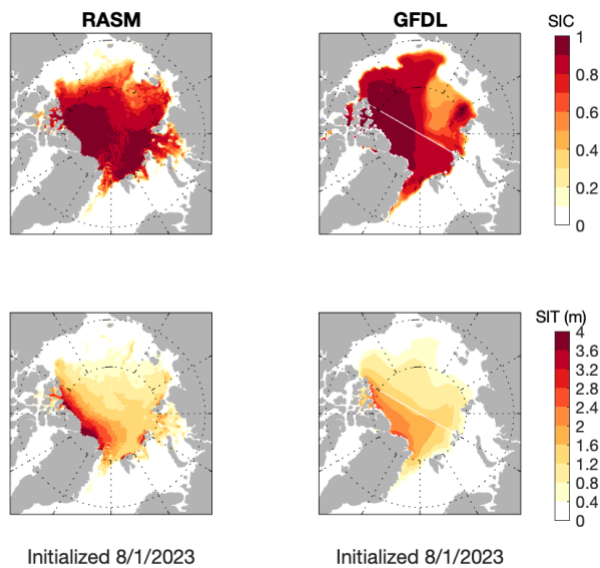 RASM
GFDL
SIC
1
0.8
0.6
0.4
0.2
0
SIT (m)
4
3.6
3.2
2.8
2.4
2
1.6
1.2
0.8
0.4
0
Initialized 8/1/2023
Initialized 8/1/2023